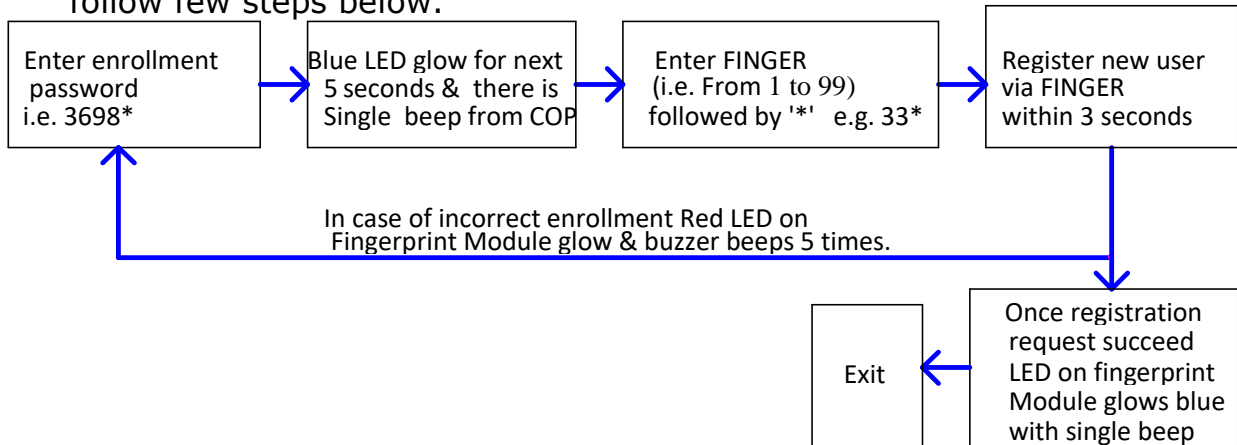 follow few steps below.
Enter enrollment
password
i.e. 3698*
Blue LED glow for next
5 seconds & there is
Single beep from COP
Enter FINGER
(i.e. From 1 to 99)
followed by '*' e.g. 33*
Register new user
via FINGER
within 3 seconds
In case of incorrect enrollment Red LED on
Fingerprint Module glow & buzzer beeps 5 times.
Once registration
request succeed
LED on fingerprint
Module glows blue
with single beep
Exit